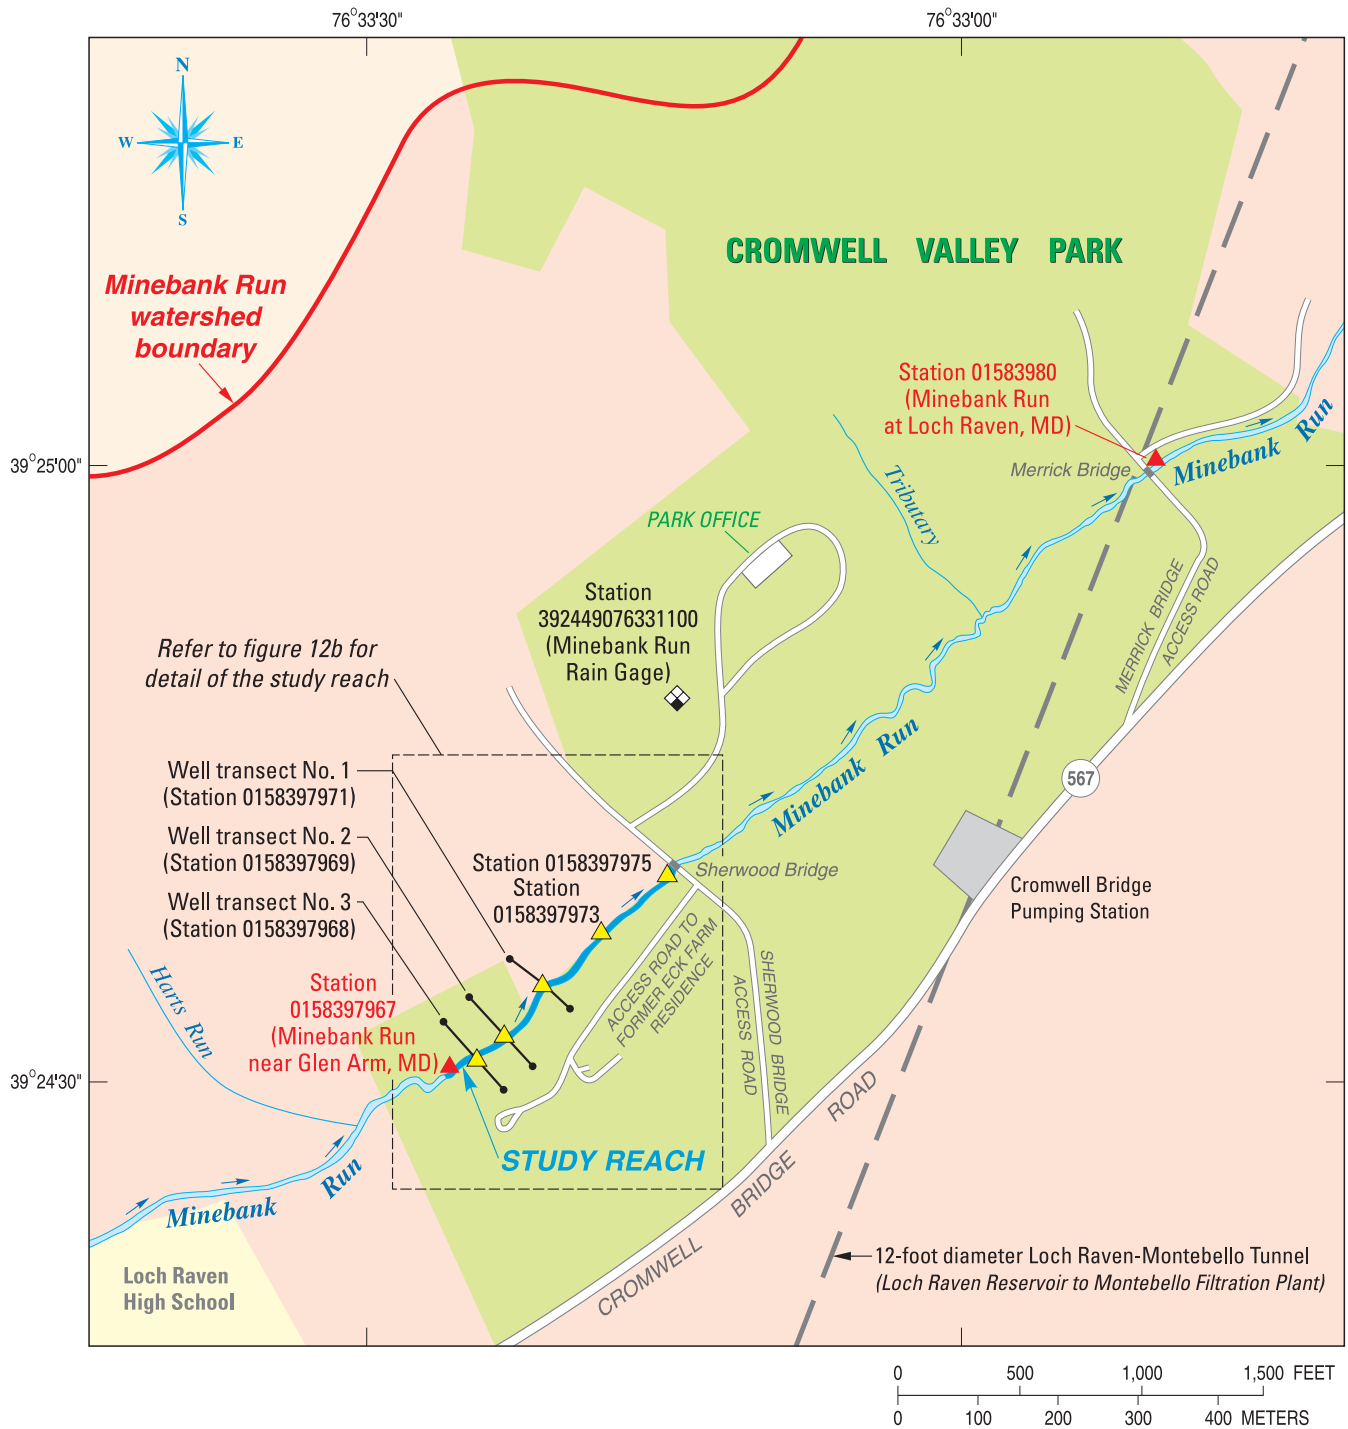 76°33'30"
76°33'00"
N
W E
S
CROMWELL VALLEY PARK
Minebank Run
watershed
boundary
Station 01583980
(Minebank Run
at Loch Raven, MD)
Minebank Run
39°25'00"
Merrick Bridge
Tributary
PARK OFFICE
Station
392449076331100
(Minebank Run
Rain Gage)
MERRICK BRIDGE
ACCESS ROAD
Refer to figure 12b for
detail of the study reach
Minebank Run
567
Well transect No. 1
(Station 0158397971)
Well transect No. 2
(Station 0158397969)
Well transect No. 3
(Station 0158397968)
Station 0158397975
Station
0158397973
Sherwood Bridge
Cromwell Bridge
Pumping Station
ACCESS ROAD TO
FORMER ECK FARM
RESIDENCE
SHERWOOD BRIDGE
ACCESS ROAD
Harts Run
Station
0158397967
(Minebank Run
near Glen Arm, MD)
39°24'30"
STUDY REACH
Minebank Run
CROMWELL BRIDGE ROAD
12-foot diameter Loch Raven-Montebello Tunnel
(Loch Raven Reservoir to Montebello Filtration Plant)
Loch Raven
High School
0 500 1,000 1,500 FEET
0 100 200 300 400 METERS